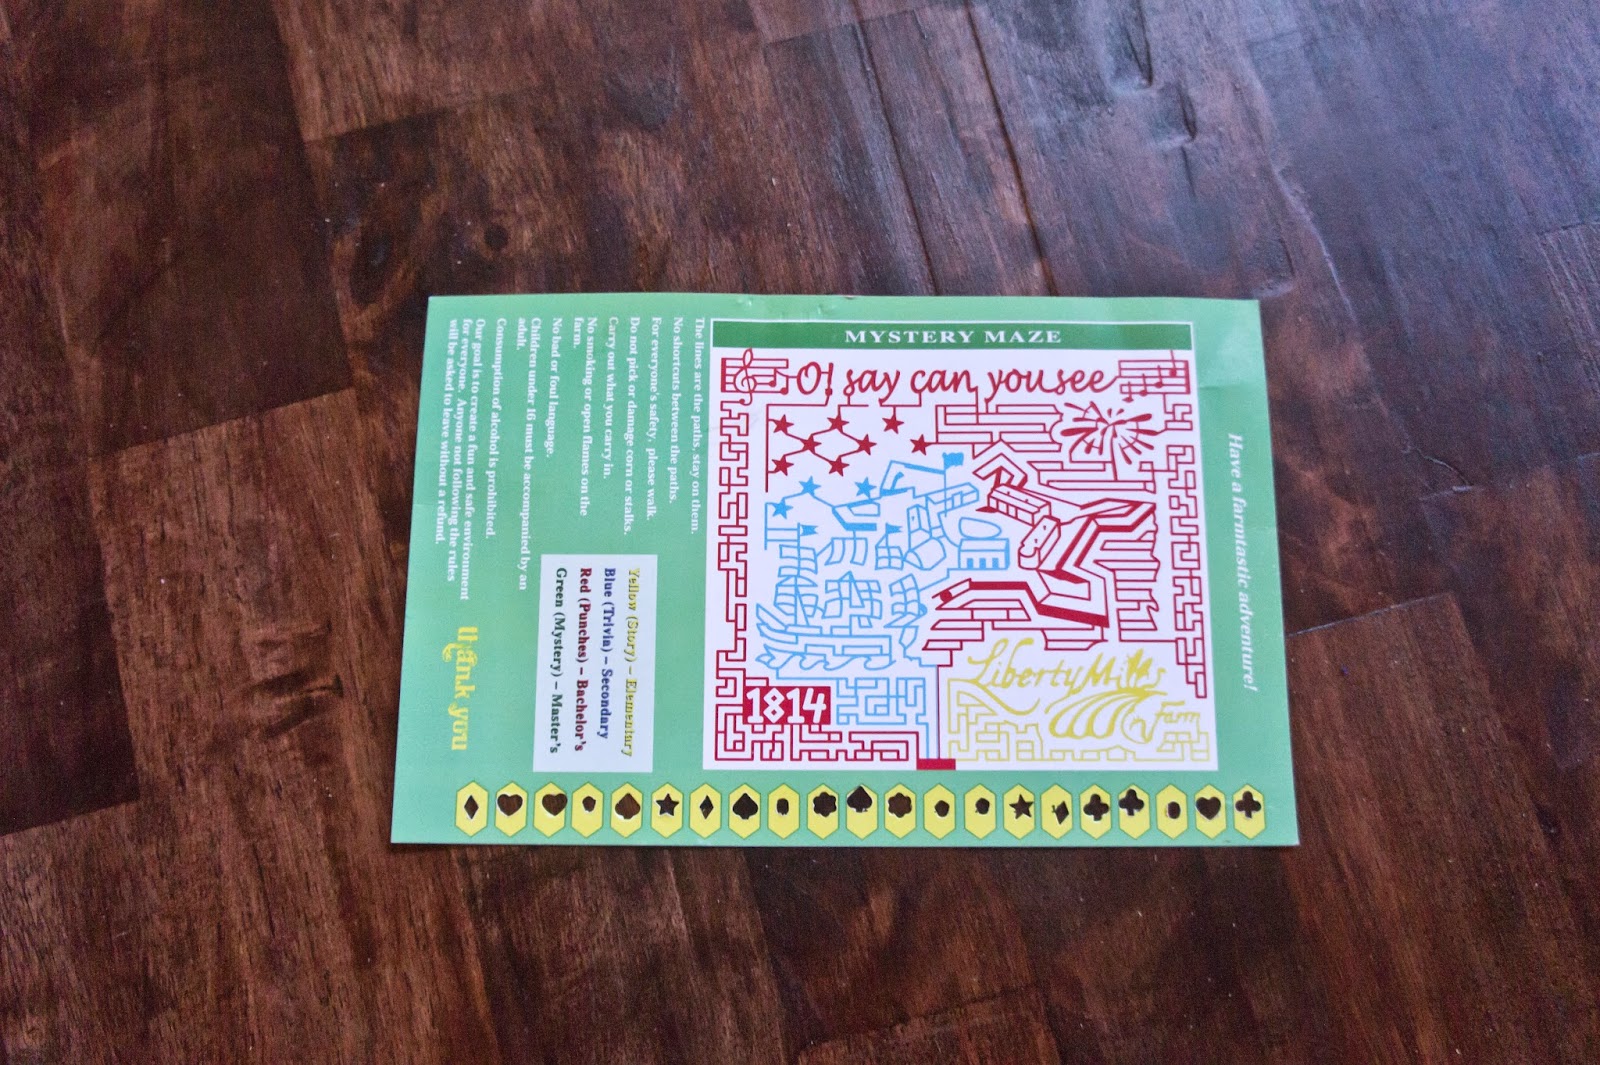 MYSTERY MAZE
O! say can you see
Liberty Mills
Farm
1814
Have a farmtastic adventure!
The lines are the paths, stay on them.
No shortcuts between the paths.
For everyone's safety, please walk.
Do not pick or damage corn or stalks.
Carry out what you carry in.
No smoking or open flames on the
farm.
No bad or foul language.
Children under 16 must be accompanied by an
adult.
Consumption of alcohol is prohibited.
Our goal is to create a fun and safe environment
for everyone. Anyone not following the rules
will be asked to leave without a refund.
Yellow (Story) – Elementary
Blue (Trivia) – Secondary
Red (Punches) – Bachelor's
Green (Mystery) – Master's
thank you